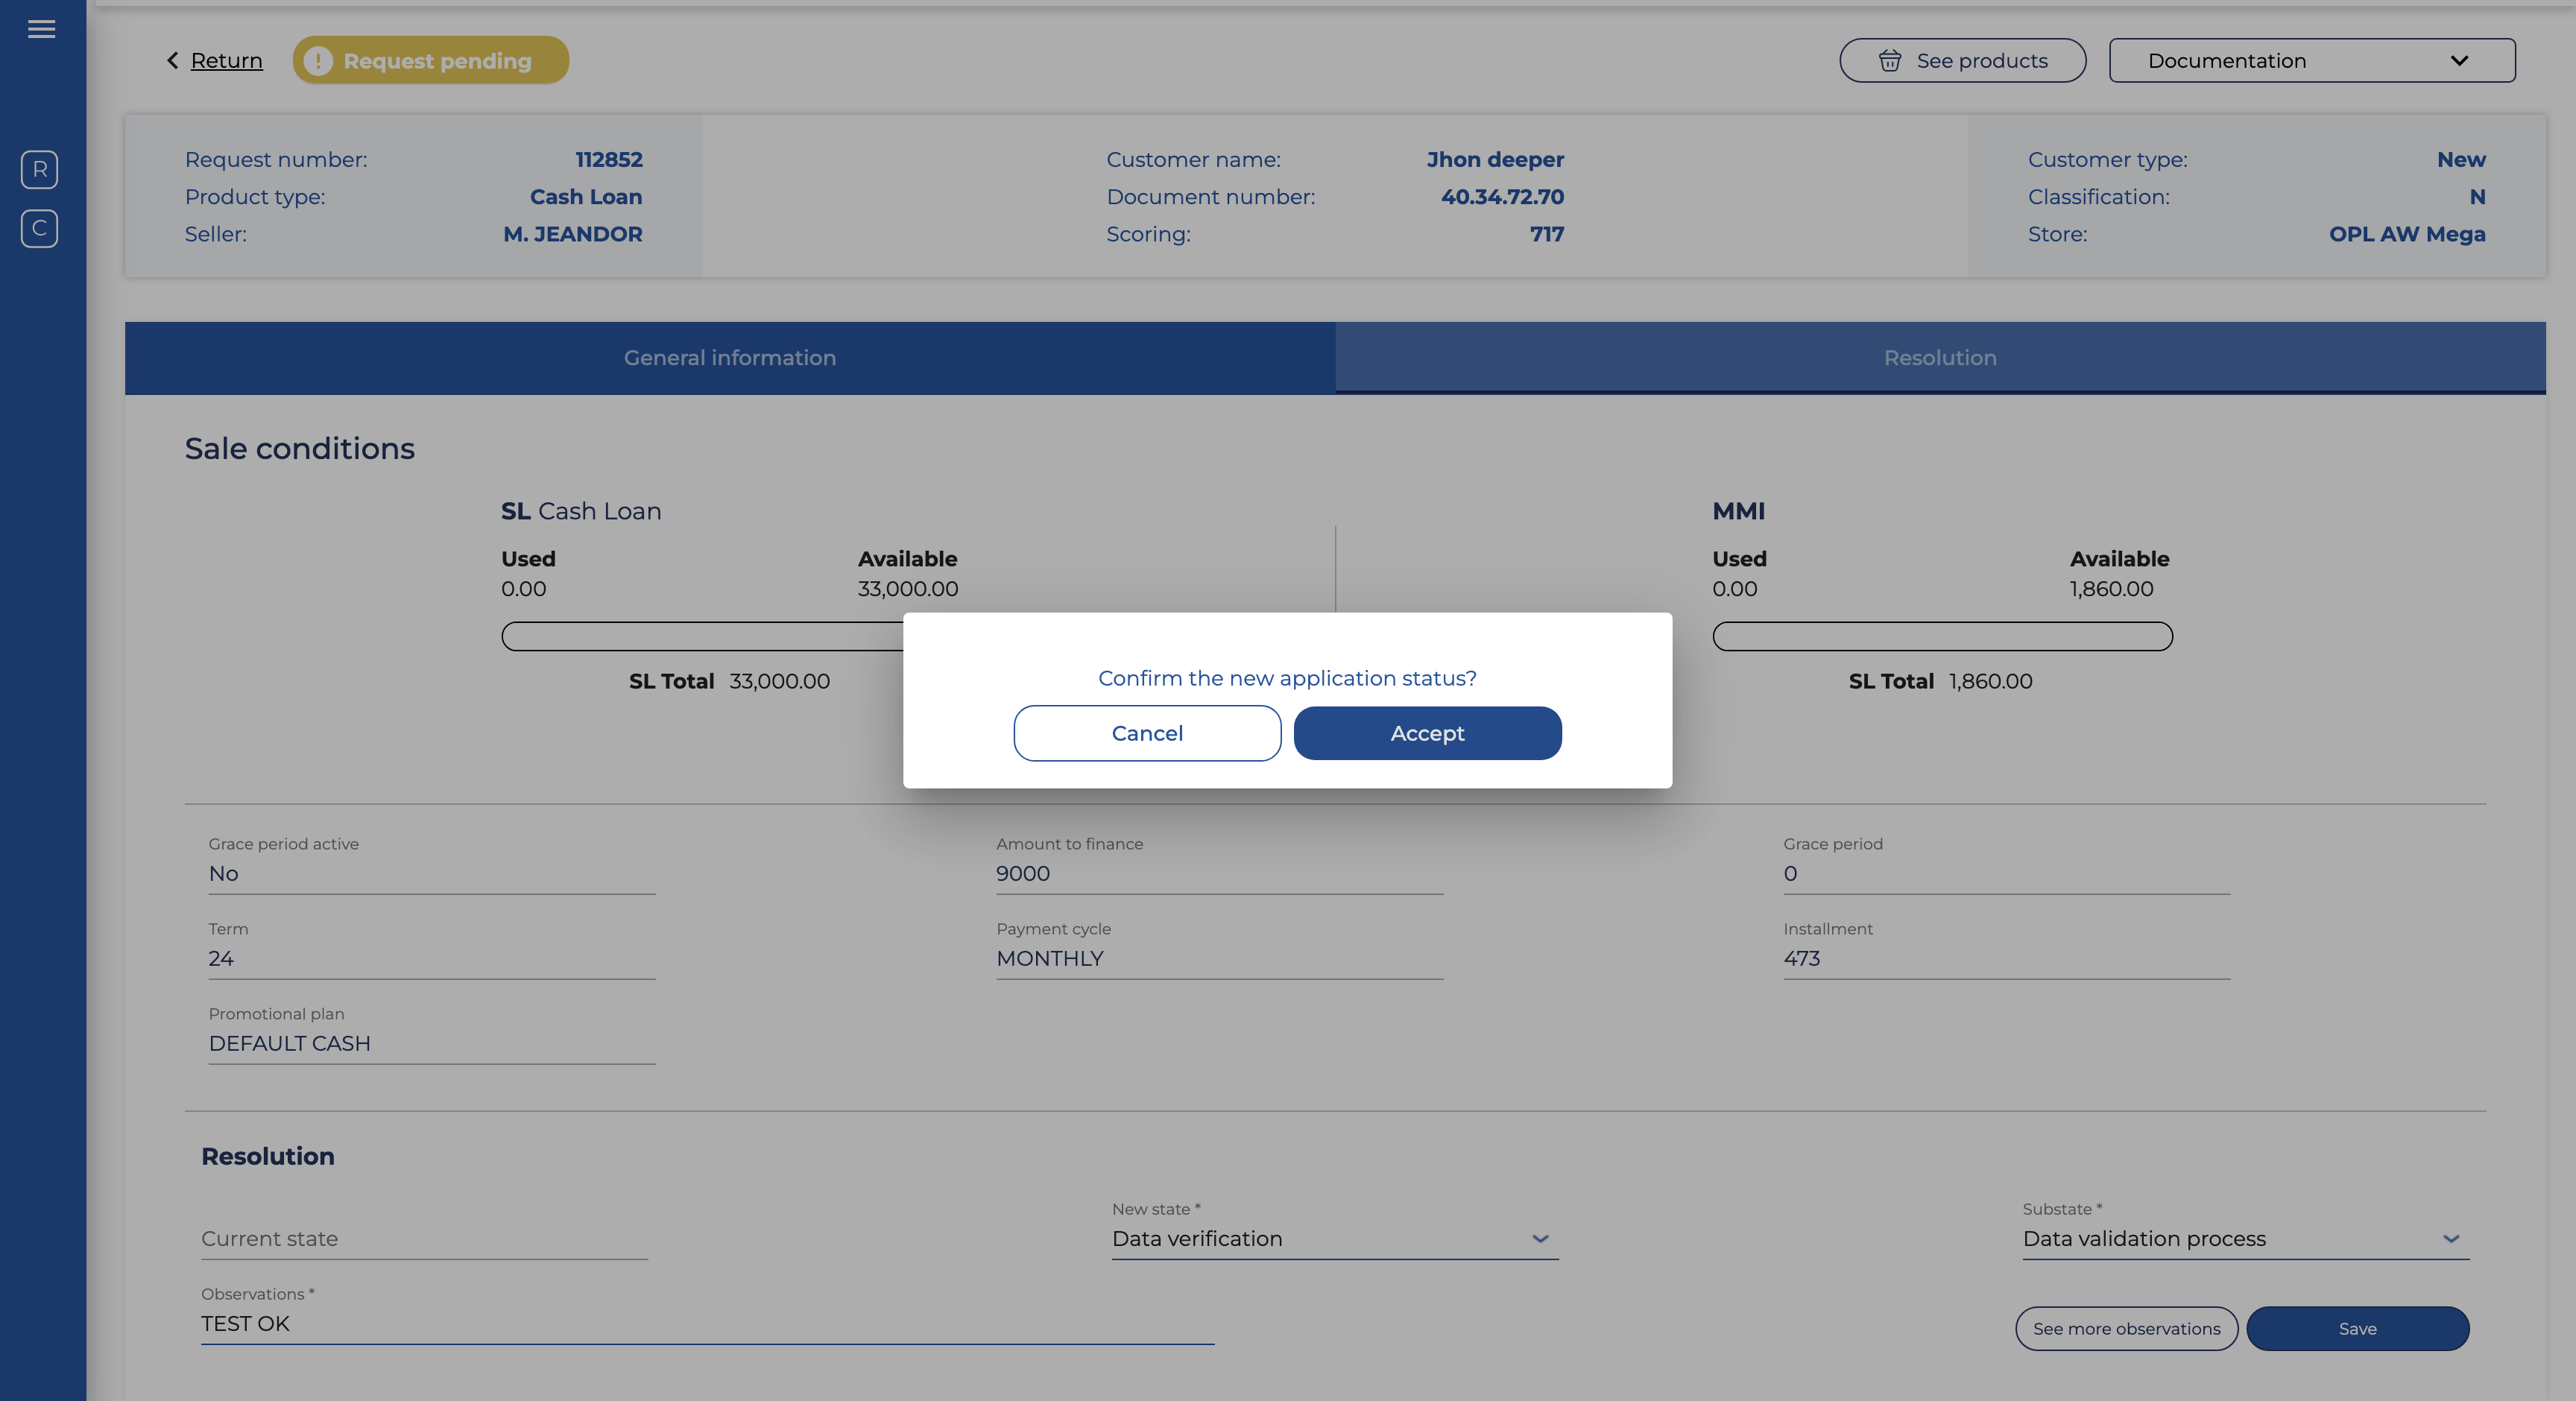 Return
! Request pending
See products
Documentation
R
C
Request number: 112852
Product type: Cash Loan
Seller: M. JEANDOR
Customer name: Jhon deeper
Document number: 40.34.72.70
Scoring: 717
Customer type: New
Classification: N
Store: OPL AW Mega
General information
Resolution
Sale conditions
SL Cash Loan
Used Available
0.00 33,000.00
SL Total 33,000.00
MMI
Used Available
0.00 1,860.00
SL Total 1,860.00
Confirm the new application status?
Cancel
Accept
Grace period active
No
Amount to finance
9000
Grace period
0
Term
24
Payment cycle
MONTHLY
Installment
473
Promotional plan
DEFAULT CASH
Resolution
Current state
New state *
Data verification
Substate *
Data validation process
Observations *
TEST OK
See more observations
Save